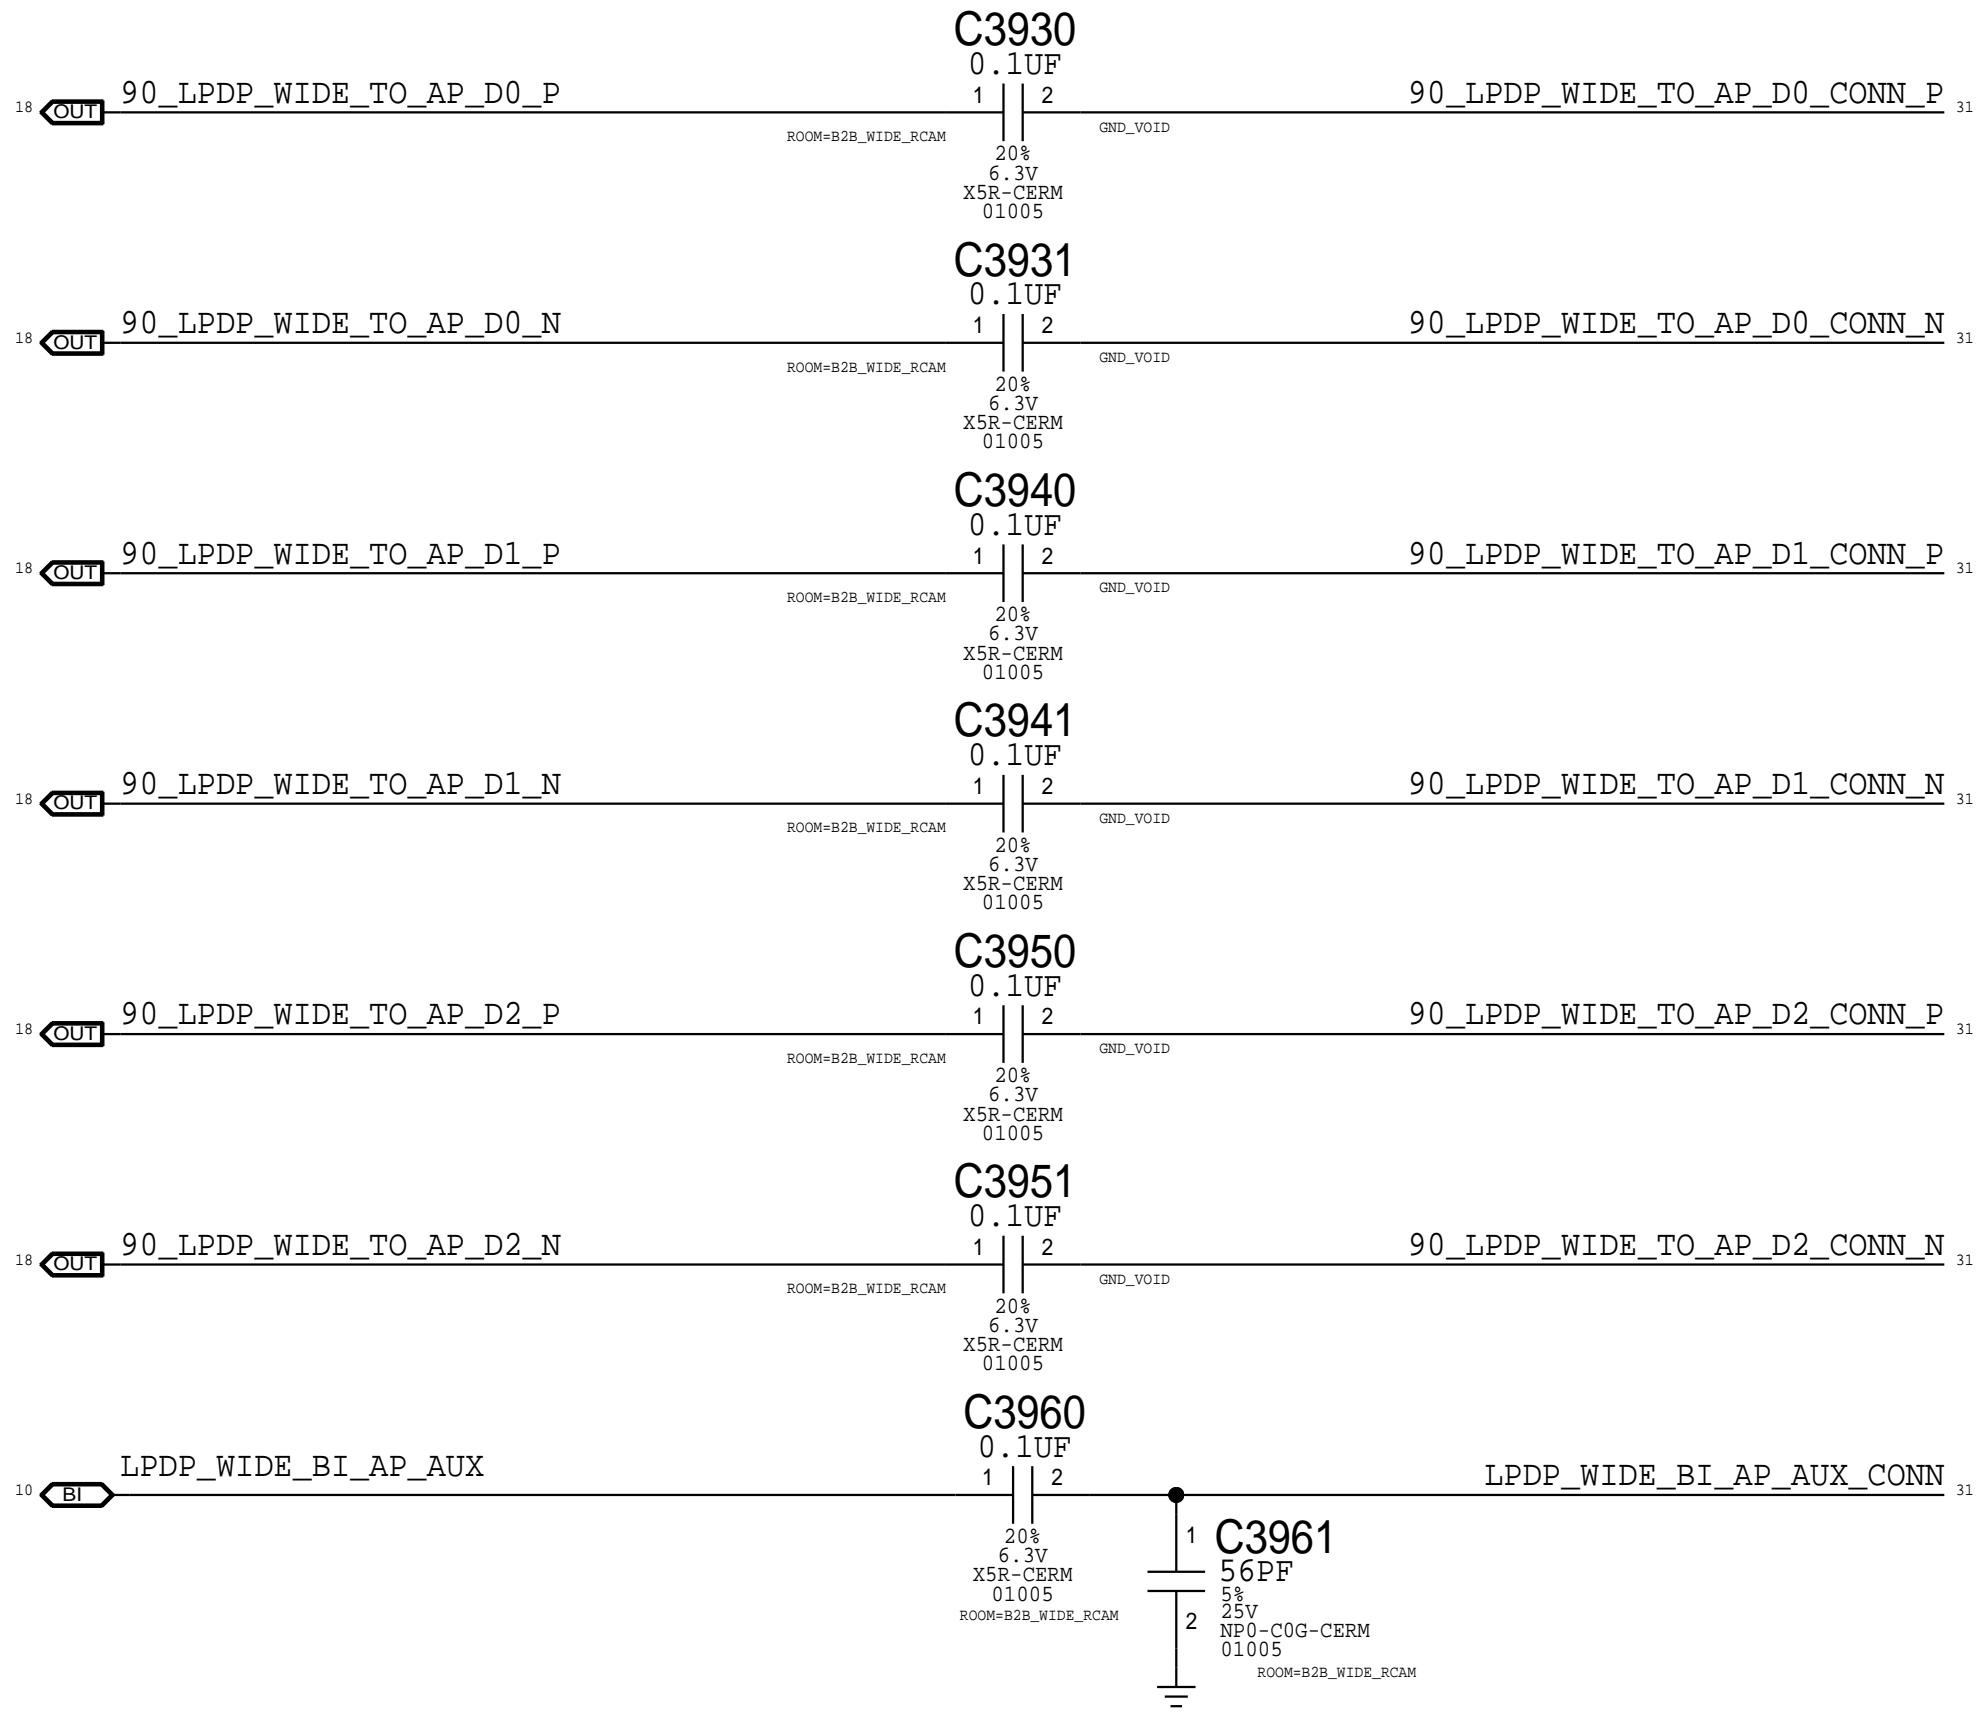 C3930
0.1UF
18 OUT 90_LPDP_WIDE_TO_AP_D0_P 1 2 90_LPDP_WIDE_TO_AP_D0_CONN_P 31
ROOM=B2B_WIDE_RCAM GND_VOID
20%
6.3V
X5R-CERM
01005
C3931
0.1UF
18 OUT 90_LPDP_WIDE_TO_AP_D0_N 1 2 90_LPDP_WIDE_TO_AP_D0_CONN_N 31
ROOM=B2B_WIDE_RCAM GND_VOID
20%
6.3V
X5R-CERM
01005
C3940
0.1UF
18 OUT 90_LPDP_WIDE_TO_AP_D1_P 1 2 90_LPDP_WIDE_TO_AP_D1_CONN_P 31
ROOM=B2B_WIDE_RCAM GND_VOID
20%
6.3V
X5R-CERM
01005
C3941
0.1UF
18 OUT 90_LPDP_WIDE_TO_AP_D1_N 1 2 90_LPDP_WIDE_TO_AP_D1_CONN_N 31
ROOM=B2B_WIDE_RCAM GND_VOID
20%
6.3V
X5R-CERM
01005
C3950
0.1UF
18 OUT 90_LPDP_WIDE_TO_AP_D2_P 1 2 90_LPDP_WIDE_TO_AP_D2_CONN_P 31
ROOM=B2B_WIDE_RCAM GND_VOID
20%
6.3V
X5R-CERM
01005
C3951
0.1UF
18 OUT 90_LPDP_WIDE_TO_AP_D2_N 1 2 90_LPDP_WIDE_TO_AP_D2_CONN_N 31
ROOM=B2B_WIDE_RCAM GND_VOID
20%
6.3V
X5R-CERM
01005
C3960
0.1UF
10 BI LPDP_WIDE_BI_AP_AUX 1 2 LPDP_WIDE_BI_AP_AUX_CONN 31
20%
6.3V
X5R-CERM
01005
ROOM=B2B_WIDE_RCAM
1 C3961
56PF
5%
25V
2 NP0-C0G-CERM
01005
ROOM=B2B_WIDE_RCAM